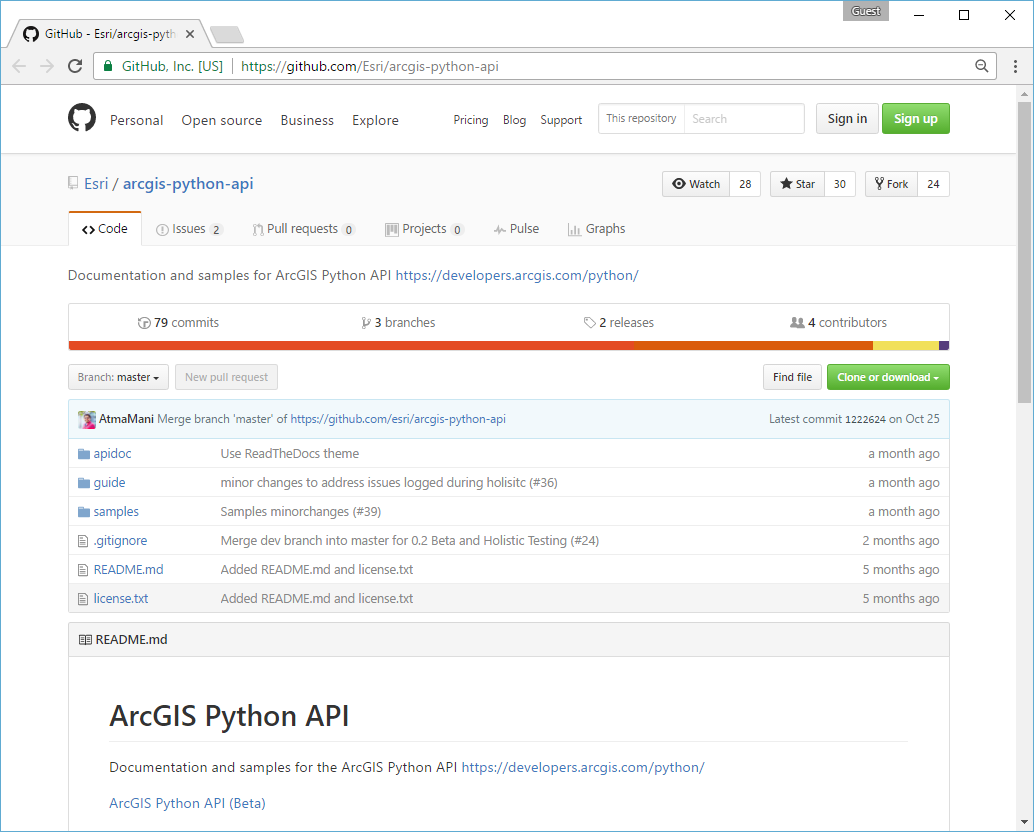 Guest
GitHub - Esri/arcgis-pyth
GitHub, Inc. [US] https://github.com/Esri/arcgis-python-api
Personal Open source Business Explore Pricing Blog Support This repository Search Sign in Sign up
Esri / arcgis-python-api Watch 28 Star 30 Fork 24
Code Issues 2 Pull requests 0 Projects 0 Pulse Graphs
Documentation and samples for ArcGIS Python API https://developers.arcgis.com/python/
79 commits 3 branches 2 releases 4 contributors
Branch: master New pull request Find file Clone or download
AtmaMani Merge branch 'master' of https://github.com/esri/arcgis-python-api Latest commit 1222624 on Oct 25
apidoc Use ReadTheDocs theme a month ago
guide minor changes to address issues logged during holisitc (#36) a month ago
samples Samples minorchanges (#39) a month ago
.gitignore Merge dev branch into master for 0.2 Beta and Holistic Testing (#24) 2 months ago
README.md Added README.md and license.txt 5 months ago
license.txt Added README.md and license.txt 5 months ago
README.md
ArcGIS Python API
Documentation and samples for the ArcGIS Python API https://developers.arcgis.com/python/
ArcGIS Python API (Beta)